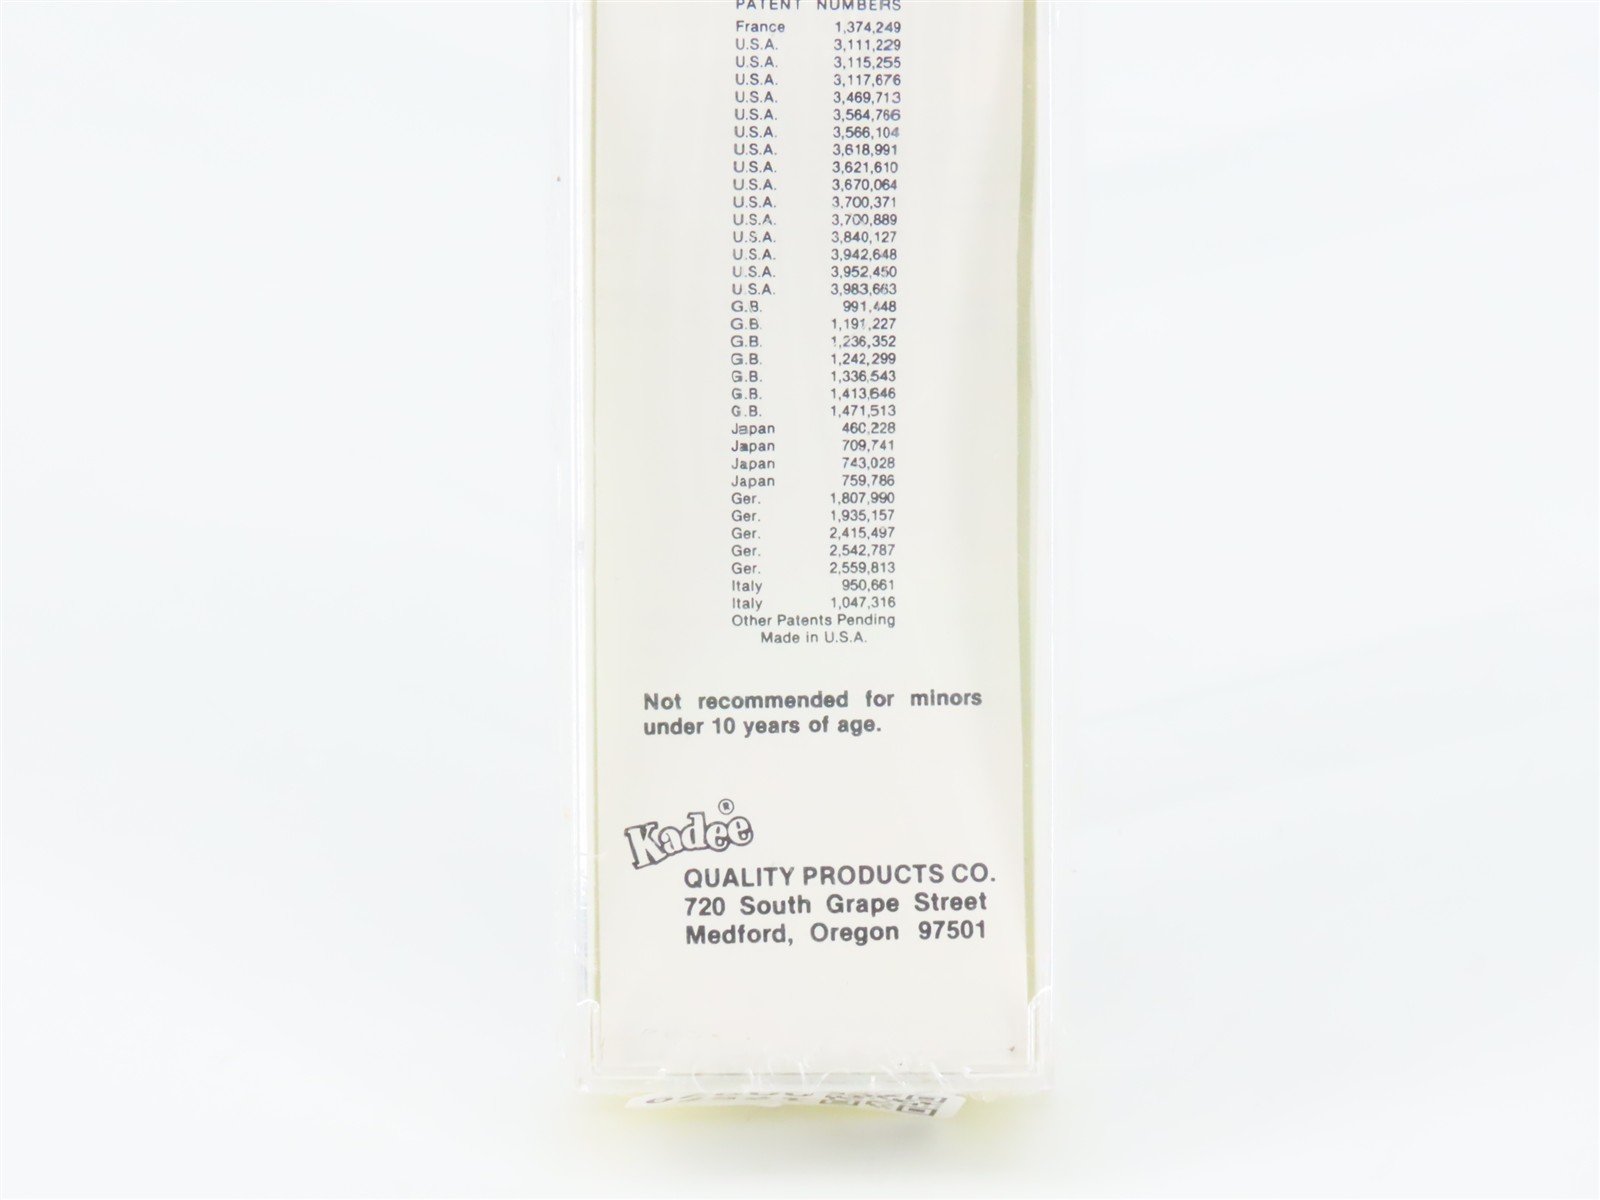 PATENT NUMBERS
France 1,374,249
U.S.A. 3,111,229
U.S.A. 3,115,255
U.S.A. 3,117,676
U.S.A. 3,469,713
U.S.A. 3,564,766
U.S.A. 3,566,104
U.S.A. 3,618,991
U.S.A. 3,621,610
U.S.A. 3,670,064
U.S.A. 3,700,371
U.S.A. 3,700,889
U.S.A. 3,840,127
U.S.A. 3,942,648
U.S.A. 3,952,450
U.S.A. 3,983,663
G.B. 991,448
G.B. 1,191,227
G.B. 1,236,352
G.B. 1,242,299
G.B. 1,336,543
G.B. 1,413,646
G.B. 1,471,513
Japan 460,228
Japan 709,741
Japan 743,028
Japan 759,786
Ger. 1,807,990
Ger. 1,935,157
Ger. 2,415,497
Ger. 2,542,787
Ger. 2,559,813
Italy 950,661
Italy 1,047,316
Other Patents Pending
Made in U.S.A.
Not recommended for minors
under 10 years of age.
Kadee®
QUALITY PRODUCTS CO.
720 South Grape Street
Medford, Oregon 97501